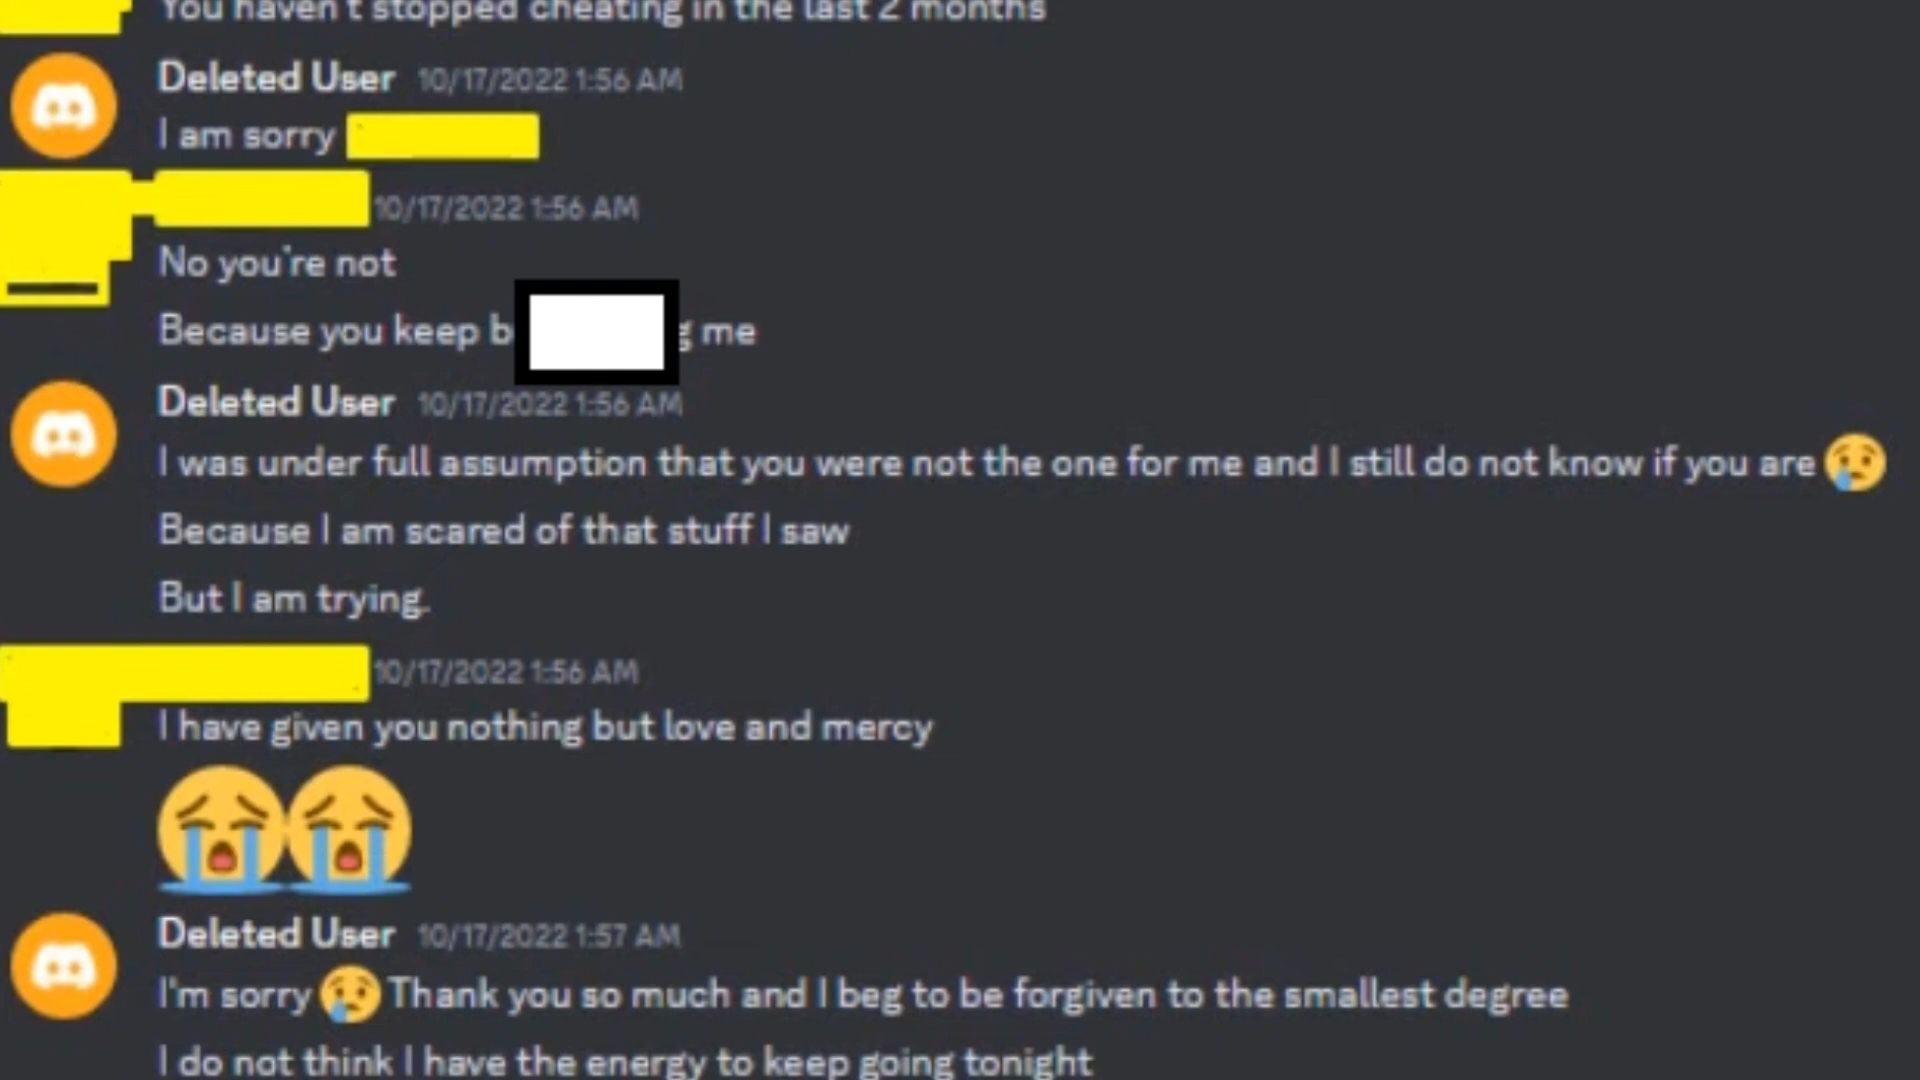 You haven't stopped cheating in the last 2 months
Deleted User 10/17/2022 1:56 AM
I am sorry
10/17/2022 1:56 AM
No you're not
Because you keep me
Deleted User 10/17/2022 1:56 AM
I was under full assumption that you were not the one for me and I still do not know if you are
Because I am scared of that stuff I saw
But I am trying.
10/17/2022 1:56 AM
I have given you nothing but love and mercy
Deleted User 10/17/2022 1:57 AM
I'm sorry Thank you so much and I beg to be forgiven to the smallest degree
I do not think I have the energy to keep going tonight